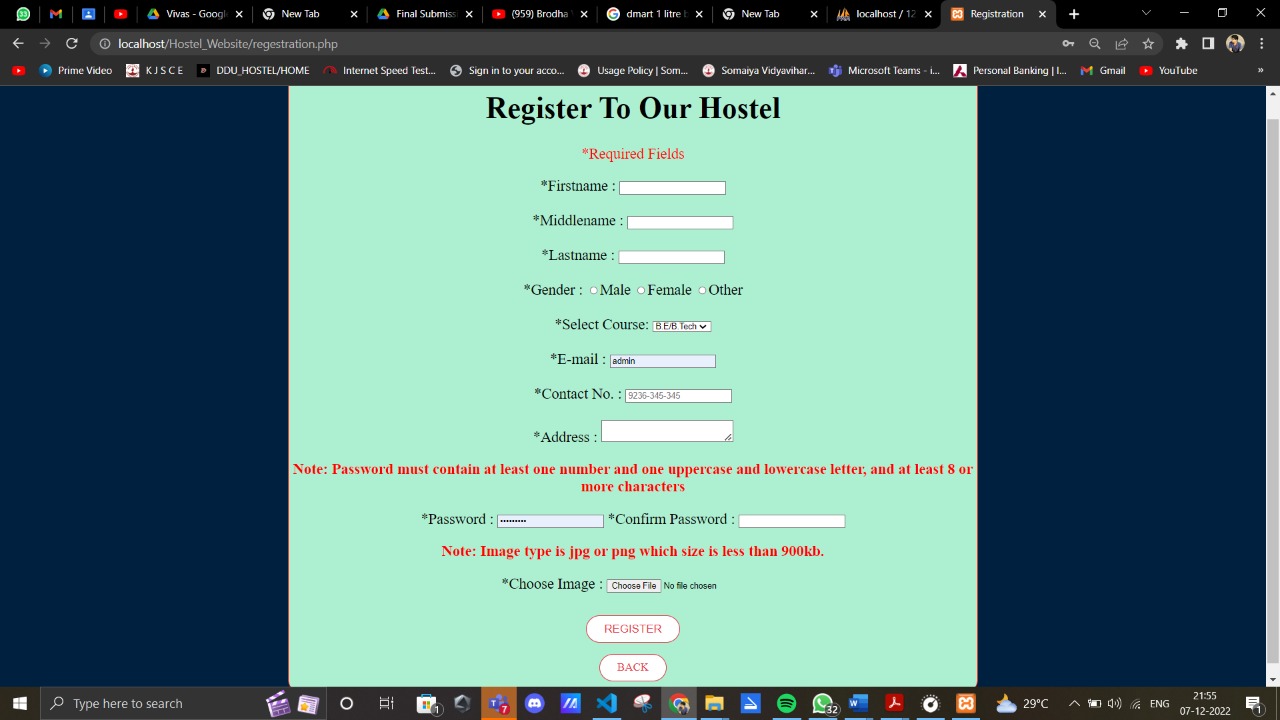 33
Vivas - Google
New Tab
Final Submiss
(959) Brodha V
dmart 1 litre b
New Tab
localhost / 12
Registration
localhost/Hostel_Website/regestration.php
Prime Video
K J S C E
DDU_HOSTEL/HOME
Internet Speed Test...
Sign in to your acco...
Usage Policy | Som...
Somaiya Vidyavihar...
Microsoft Teams - i...
Personal Banking | I...
Gmail
YouTube
»
Register To Our Hostel
*Required Fields
*Firstname :
*Middlename :
*Lastname :
*Gender : Male Female Other
*Select Course: B.E/B.Tech
*E-mail : admin
*Contact No. : 9236-345-345
*Address :
Note: Password must contain at least one number and one uppercase and lowercase letter, and at least 8 or
more characters
*Password : ········· *Confirm Password :
Note: Image type is jpg or png which size is less than 900kb.
*Choose Image : Choose File No file chosen
REGISTER
BACK
Type here to search
1
7
32
29°C
ENG
21:55
07-12-2022
1